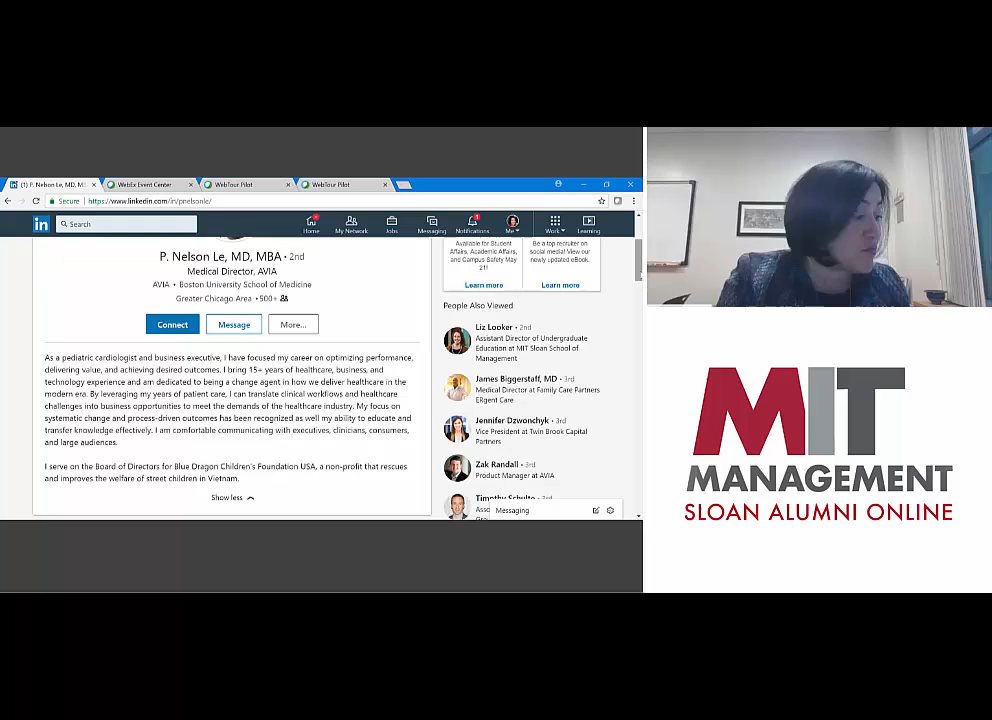 (1) P. Nelson Le, MD, M
WebEx Event Center
WebTour Pilot
WebTour Pilot
Secure
https://www.linkedin.com/in/pnelsonle/
in
Search
Home
My Network
Jobs
Messaging
Notifications
1
Me
Work
Learning
P. Nelson Le, MD, MBA • 2nd
Medical Director, AVIA
AVIA • Boston University School of Medicine
Greater Chicago Area • 500+
Connect
Message
More...
As a pediatric cardiologist and business executive, I have focused my career on optimizing performance,
delivering value, and achieving desired outcomes. I bring 15+ years of healthcare, business, and
technology experience and am dedicated to being a change agent in how we deliver healthcare in the
modern era. By leveraging my years of patient care, I can translate clinical workflows and healthcare
challenges into business opportunities to meet the demands of the healthcare industry. My focus on
systematic change and process-driven outcomes has been recognized as well my ability to educate and
transfer knowledge effectively. I am comfortable communicating with executives, clinicians, consumers,
and large audiences.
I serve on the Board of Directors for Blue Dragon Children's Foundation USA, a non-profit that rescues
and improves the welfare of street children in Vietnam.
Show less
Available for Student
Affairs, Academic Affairs,
and Campus Safety May
21!
Learn more
Be a top recruiter on
social media! View our
newly updated eBook.
Learn more
People Also Viewed
Liz Looker • 2nd
Assistant Director of Undergraduate
Education at MIT Sloan School of
Management
James Biggerstaff, MD • 3rd
Medical Director at Family Care Partners
ERgent Care
Jennifer Dzwonchyk • 3rd
Vice President at Twin Brook Capital
Partners
Zak Randall • 3rd
Product Manager at AVIA
Timothy Schulte
Messaging
MIT
MANAGEMENT
SLOAN ALUMNI ONLINE